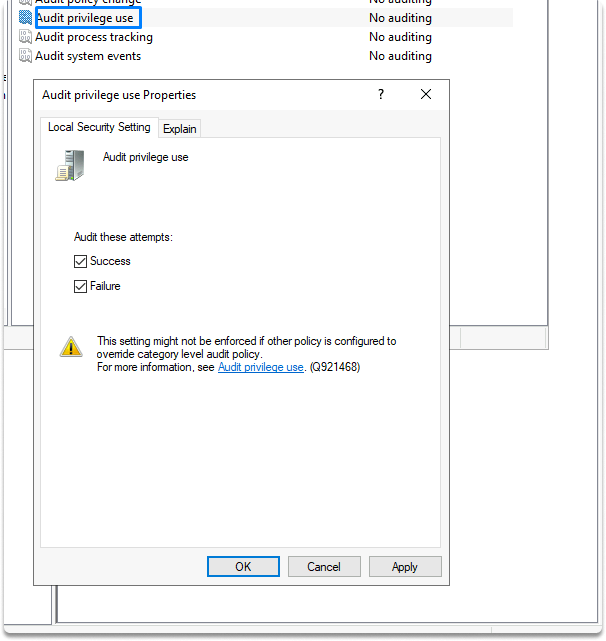 Audit policy change No auditing
Audit privilege use No auditing
Audit process tracking No auditing
Audit system events No auditing
Audit privilege use Properties ?
Local Security Setting Explain
Audit privilege use
Audit these attempts:
Success
Failure
This setting might not be enforced if other policy is configured to
override category level audit policy.
For more information, see Audit privilege use. (Q921468)
OK Cancel Apply